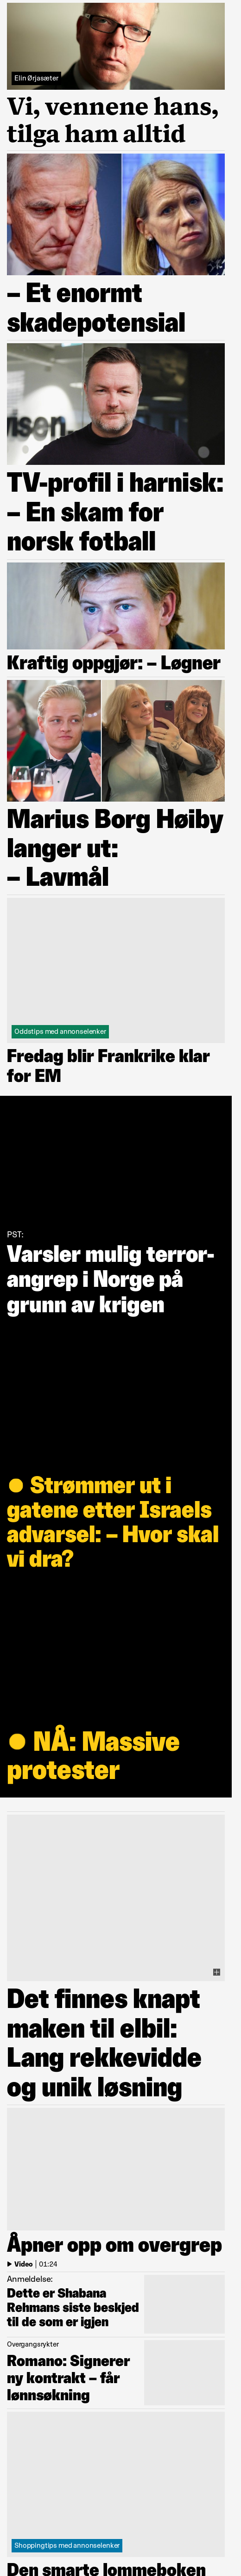 Elin Ørjasæter
Vi, vennene hans,
tilga ham alltid
– Et enormt
skadepotensial
TV-profil i harnisk:
– En skam for
norsk fotball
Kraftig oppgjør: – Løgner
Marius Borg Høiby
langer ut:
– Lavmål
Oddstips med annonselenker
Fredag blir Frankrike klar
for EM
PST:
Varsler mulig terror-
angrep i Norge på
grunn av krigen
● Strømmer ut i
gatene etter Israels
advarsel: – Hvor skal
vi dra?
● NÅ: Massive
protester
Det finnes knapt
maken til elbil:
Lang rekkevidde
og unik løsning
Åpner opp om overgrep
Video | 01:24
Anmeldelse:
Dette er Shabana
Rehmans siste beskjed
til de som er igjen
Overgangsrykter
Romano: Signerer
ny kontrakt – får
lønnsøkning
Shoppingtips med annonselenker
Den smarte lommeboken